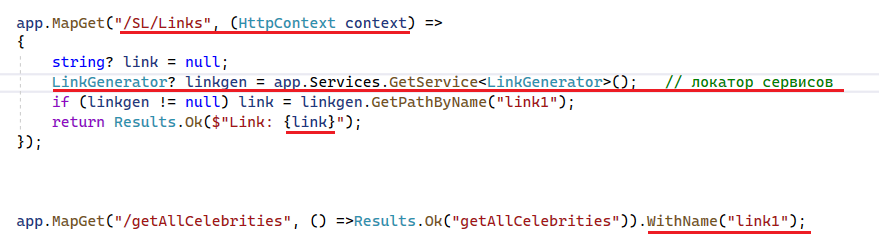 app.MapGet("/SL/Links", (HttpContext context) =>
{
    string? link = null;
    LinkGenerator? linkgen = app.Services.GetService<LinkGenerator>();   // локатор сервисов
    if (linkgen != null) link = linkgen.GetPathByName("link1");
    return Results.Ok($"Link: {link}");
});
app.MapGet("/getAllCelebrities", () =>Results.Ok("getAllCelebrities")).WithName("link1");